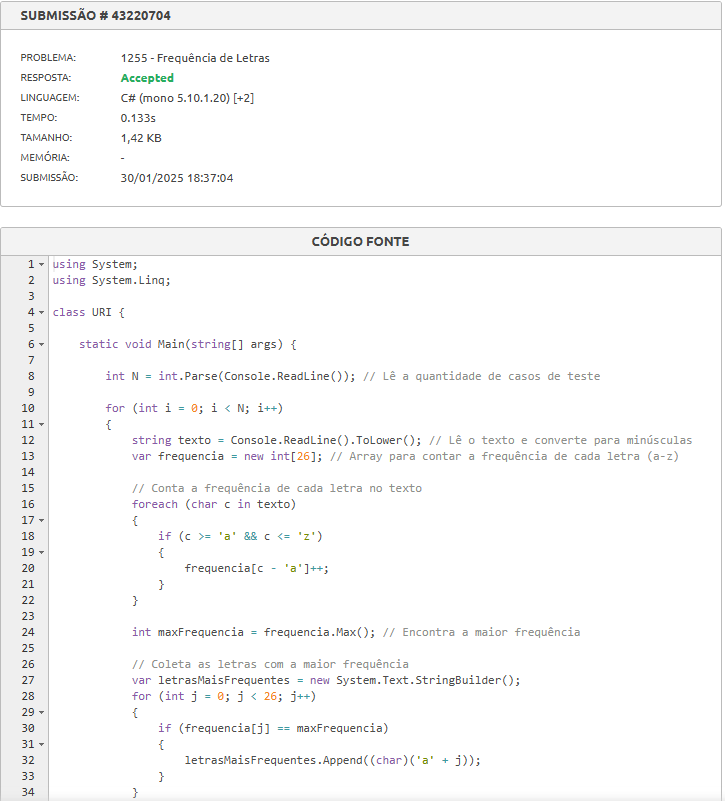 SUBMISSÃO # 43220704
PROBLEMA: 1255 - Frequência de Letras
RESPOSTA: Accepted
LINGUAGEM: C# (mono 5.10.1.20) [+2]
TEMPO: 0.133s
TAMANHO: 1,42 KB
MEMÓRIA: -
SUBMISSÃO: 30/01/2025 18:37:04
CÓDIGO FONTE
1 using System;
2 using System.Linq;
3
4 class URI {
5
6     static void Main(string[] args) {
7
8         int N = int.Parse(Console.ReadLine()); // Lê a quantidade de casos de teste
9
10         for (int i = 0; i < N; i++)
11         {
12             string texto = Console.ReadLine().ToLower(); // Lê o texto e converte para minúsculas
13             var frequencia = new int[26]; // Array para contar a frequência de cada letra (a-z)
14
15             // Conta a frequência de cada letra no texto
16             foreach (char c in texto)
17             {
18                 if (c >= 'a' && c <= 'z')
19                 {
20                     frequencia[c - 'a']++;
21                 }
22             }
23
24             int maxFrequencia = frequencia.Max(); // Encontra a maior frequência
25
26             // Coleta as letras com a maior frequência
27             var letrasMaisFrequentes = new System.Text.StringBuilder();
28             for (int j = 0; j < 26; j++)
29             {
30                 if (frequencia[j] == maxFrequencia)
31                 {
32                     letrasMaisFrequentes.Append((char)('a' + j));
33                 }
34             }